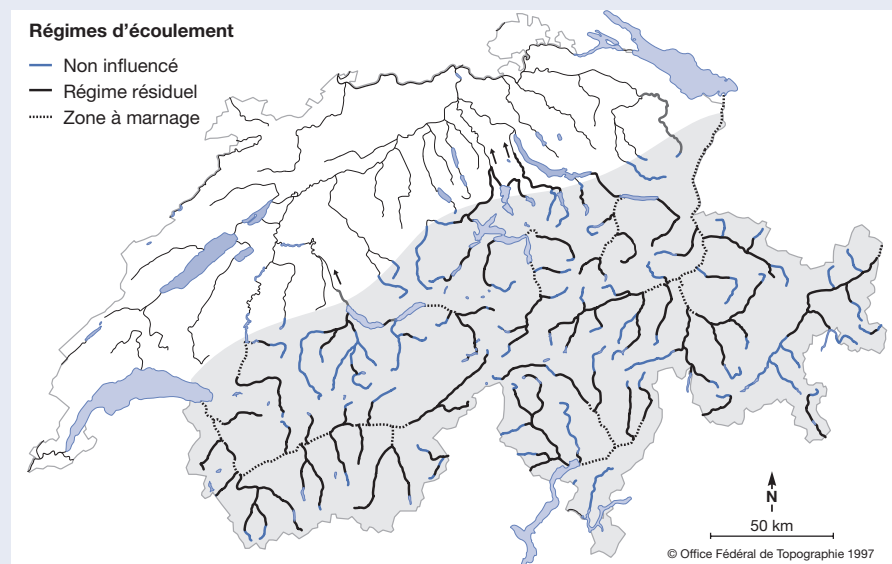 Régimes d'écoulement
Non influencé
Régime résiduel
Zone à marnage
N
50 km
© Office Fédéral de Topographie 1997